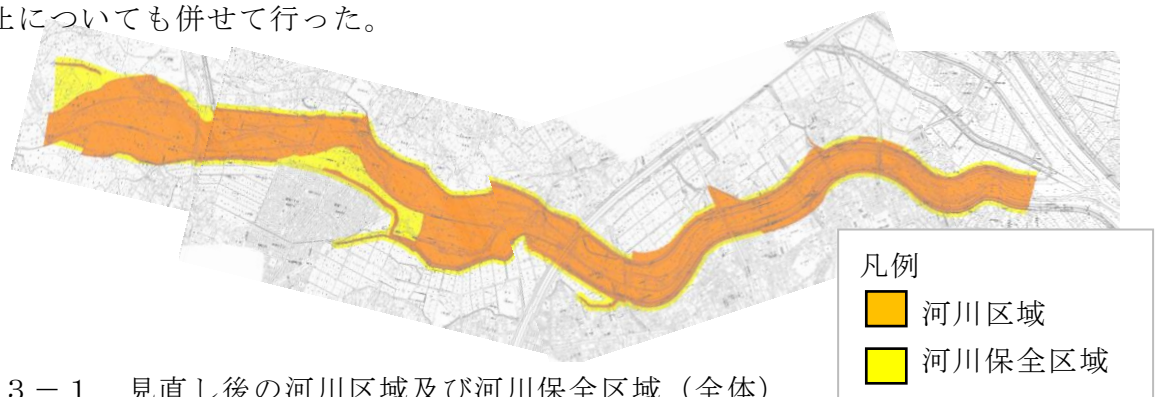 止についても併せて行った。
凡例
河川区域
河川保全区域
３－１　見直し後の河川区域及び河川保全区域（全体）